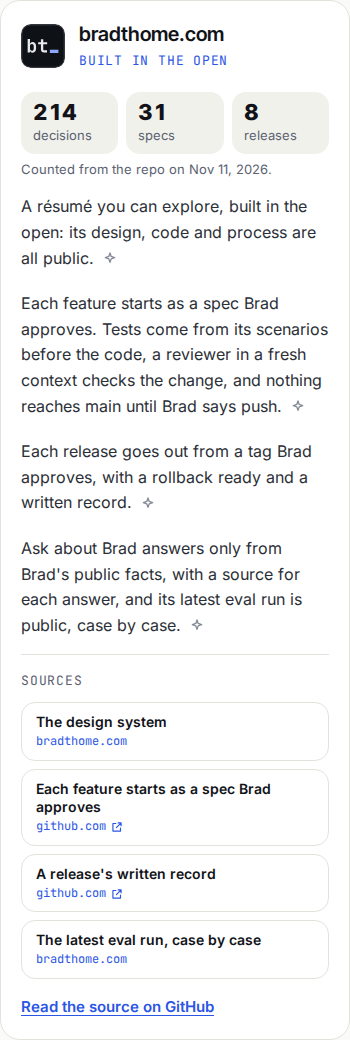 bt_
bradthome.com
BUILT IN THE OPEN
214
decisions
31
specs
8
releases
Counted from the repo on Nov 11, 2026.
A résumé you can explore, built in the
open: its design, code and process are
all public.
Each feature starts as a spec Brad
approves. Tests come from its scenarios
before the code, a reviewer in a fresh
context checks the change, and nothing
reaches main until Brad says push.
Each release goes out from a tag Brad
approves, with a rollback ready and a
written record.
Ask about Brad answers only from
Brad's public facts, with a source for
each answer, and its latest eval run is
public, case by case.
SOURCES
The design system
bradthome.com
Each feature starts as a spec Brad
approves
github.com
A release's written record
github.com
The latest eval run, case by case
bradthome.com
Read the source on GitHub